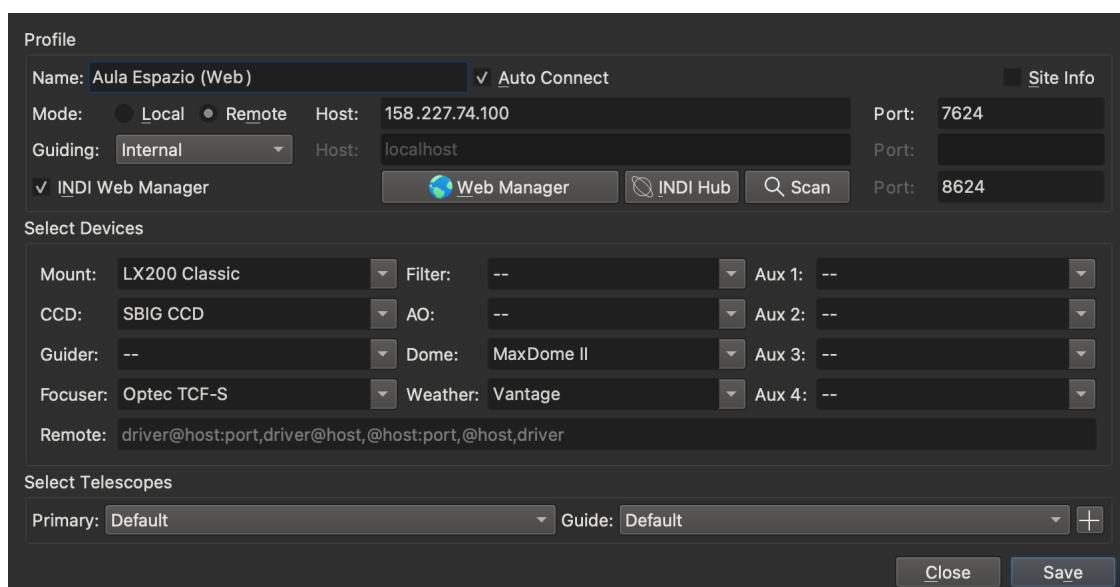 Profile
Name: Aula Espazio (Web) Auto Connect Site Info
Mode: Local Remote Host: 158.227.74.100 Port: 7624
Guiding: Internal Host: localhost Port:
INDI Web Manager Web Manager INDI Hub Scan Port: 8624
Select Devices
Mount: LX200 Classic Filter: -- Aux 1: --
CCD: SBIG CCD AO: -- Aux 2: --
Guider: -- Dome: MaxDome II Aux 3: --
Focuser: Optec TCF-S Weather: Vantage Aux 4: --
Remote: driver@host:port,driver@host,@host:port,@host,driver
Select Telescopes
Primary: Default Guide: Default
Close Save